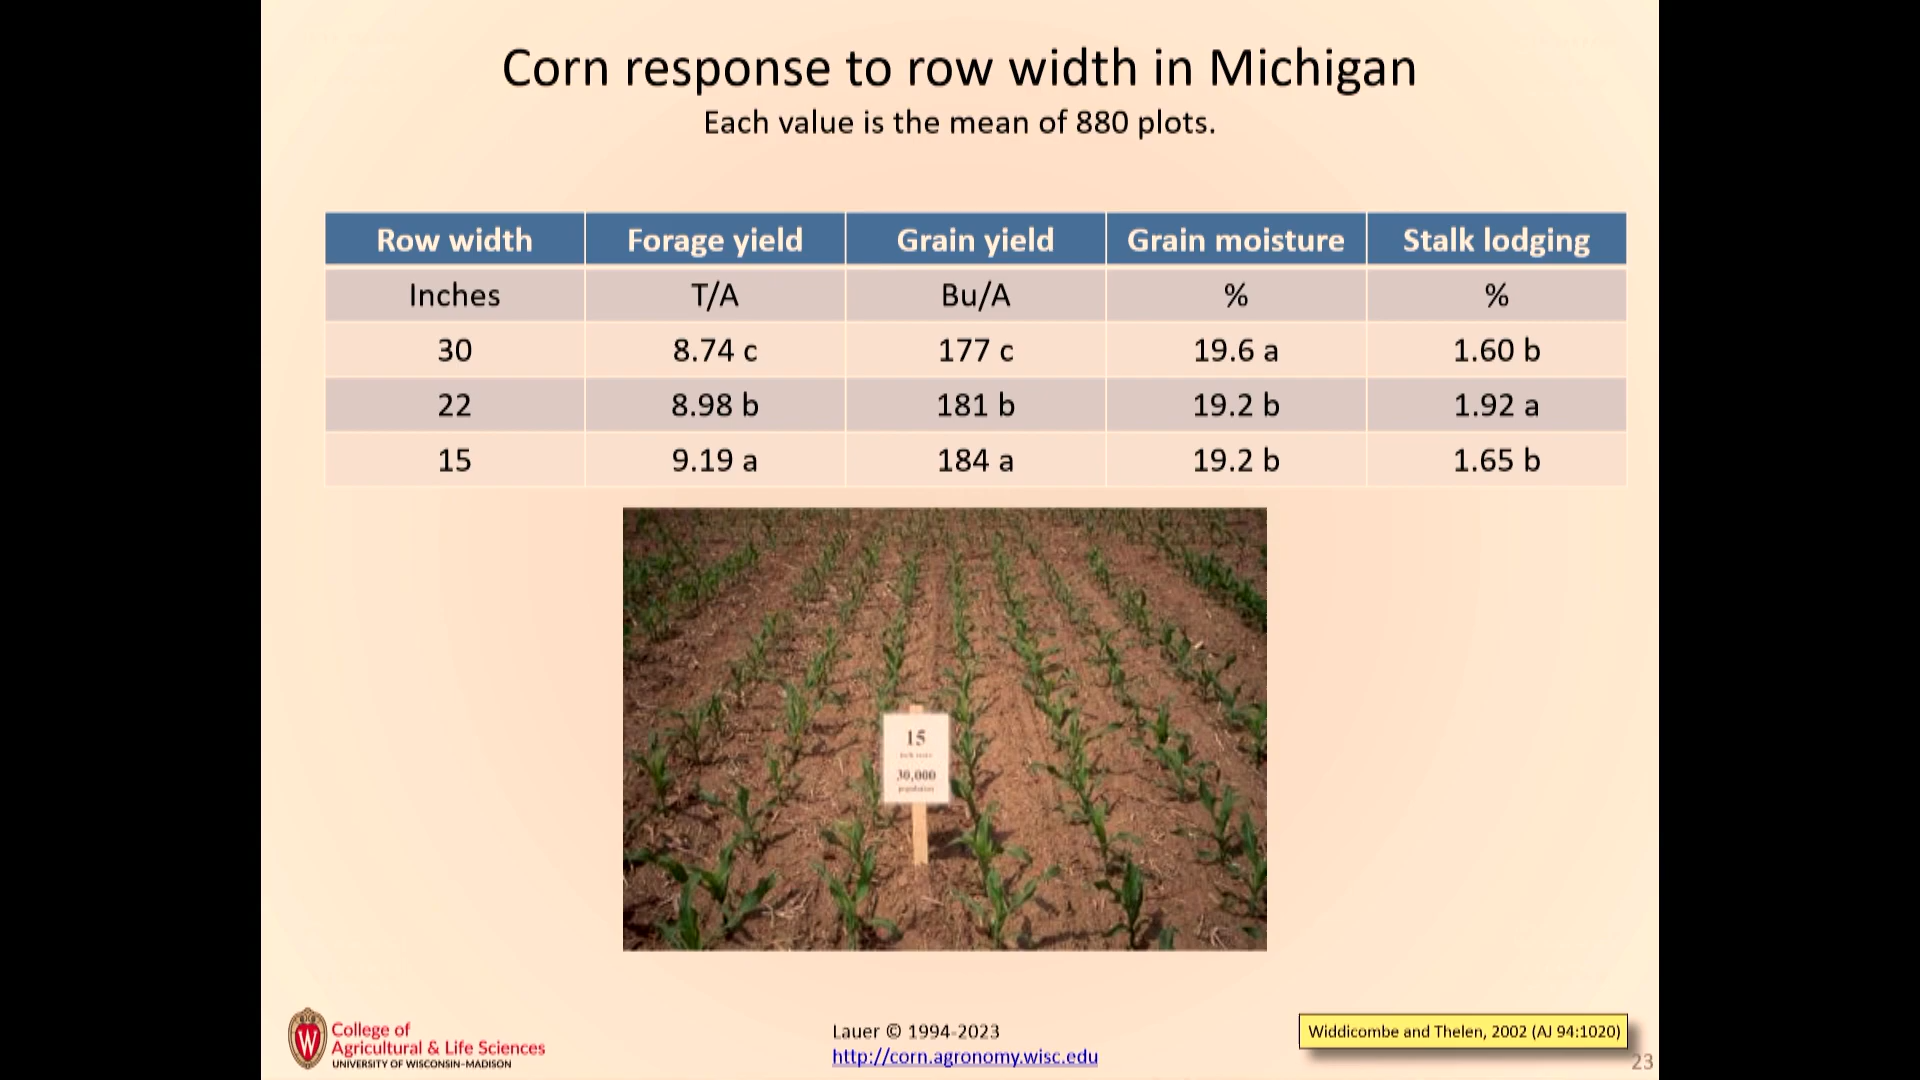 Corn response to row width in Michigan
Each value is the mean of 880 plots.
Row width Forage yield Grain yield Grain moisture Stalk lodging
Inches T/A Bu/A % %
30 8.74 c 177 c 19.6 a 1.60 b
22 8.98 b 181 b 19.2 b 1.92 a
15 9.19 a 184 a 19.2 b 1.65 b
15
30,000
population
W
College of
Agricultural & Life Sciences
UNIVERSITY OF WISCONSIN-MADISON
Lauer © 1994-2023
http://corn.agronomy.wisc.edu
Widdicombe and Thelen, 2002 (AJ 94:1020)
23